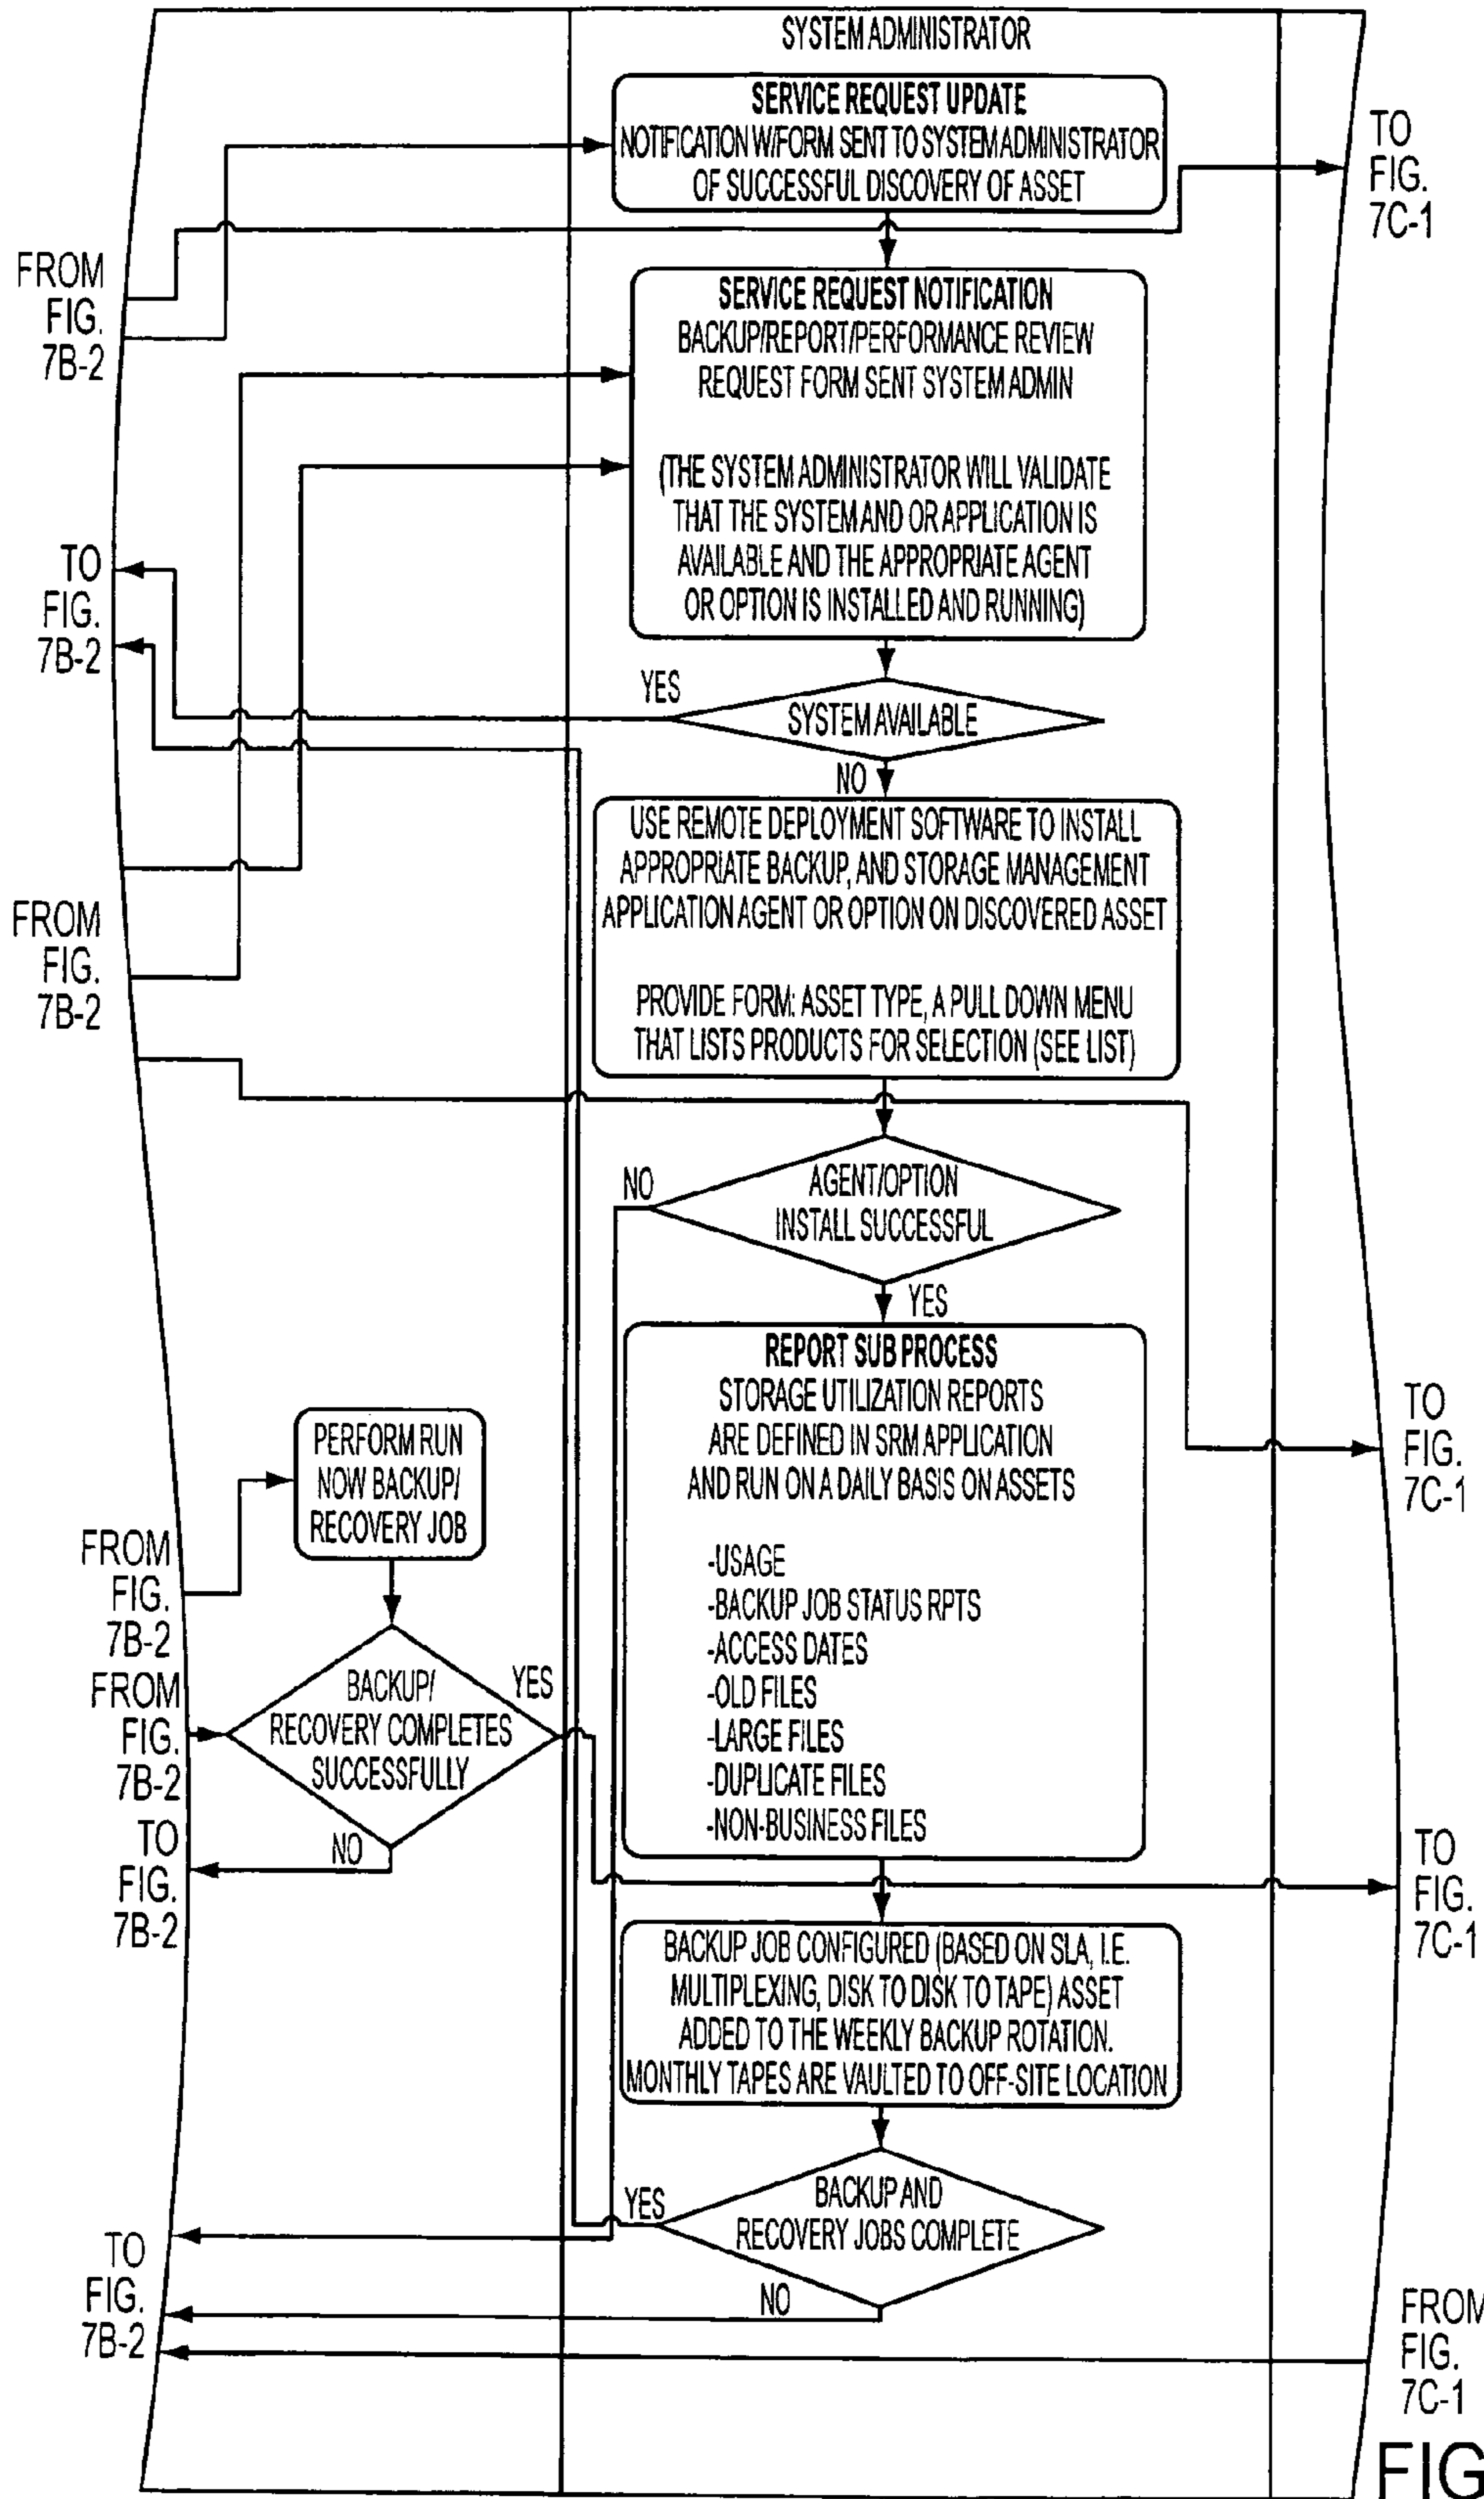 SYSTEM ADMINISTRATOR
SERVICE REQUEST UPDATE
NOTIFICATION W/FORM SENT TO SYSTEM ADMINISTRATOR
OF SUCCESSFUL DISCOVERY OF ASSET
TO
FIG.
7C-1
FROM
FIG.
7B-2
SERVICE REQUEST NOTIFICATION
BACKUP/REPORT/PERFORMANCE REVIEW
REQUEST FORM SENT SYSTEM ADMIN
(THE SYSTEM ADMINISTRATOR WILL VALIDATE
THAT THE SYSTEM AND OR APPLICATION IS
AVAILABLE AND THE APPROPRIATE AGENT
OR OPTION IS INSTALLED AND RUNNING)
TO
FIG.
7B-2
YES
SYSTEM AVAILABLE
NO
USE REMOTE DEPLOYMENT SOFTWARE TO INSTALL
APPROPRIATE BACKUP, AND STORAGE MANAGEMENT
APPLICATION AGENT OR OPTION ON DISCOVERED ASSET
PROVIDE FORM: ASSET TYPE, A PULL DOWN MENU
THAT LISTS PRODUCTS FOR SELECTION (SEE LIST)
FROM
FIG.
7B-2
NO
AGENT/OPTION
INSTALL SUCCESSFUL
YES
REPORT SUB PROCESS
STORAGE UTILIZATION REPORTS
ARE DEFINED IN SRM APPLICATION
AND RUN ON A DAILY BASIS ON ASSETS
-USAGE
-BACKUP JOB STATUS RPTS
-ACCESS DATES
-OLD FILES
-LARGE FILES
-DUPLICATE FILES
-NON-BUSINESS FILES
TO
FIG.
7C-1
PERFORM RUN
NOW BACKUP/
RECOVERY JOB
FROM
FIG.
7B-2
FROM
FIG.
7B-2
BACKUP/
RECOVERY COMPLETES
SUCCESSFULLY
YES
NO
TO
FIG.
7B-2
TO
FIG.
7C-1
BACKUP JOB CONFIGURED (BASED ON SLA, I.E.
MULTIPLEXING, DISK TO DISK TO TAPE) ASSET
ADDED TO THE WEEKLY BACKUP ROTATION.
MONTHLY TAPES ARE VAULTED TO OFF-SITE LOCATION
YES
BACKUP AND
RECOVERY JOBS COMPLETE
NO
TO
FIG.
7B-2
FROM
FIG.
7C-1
FIG